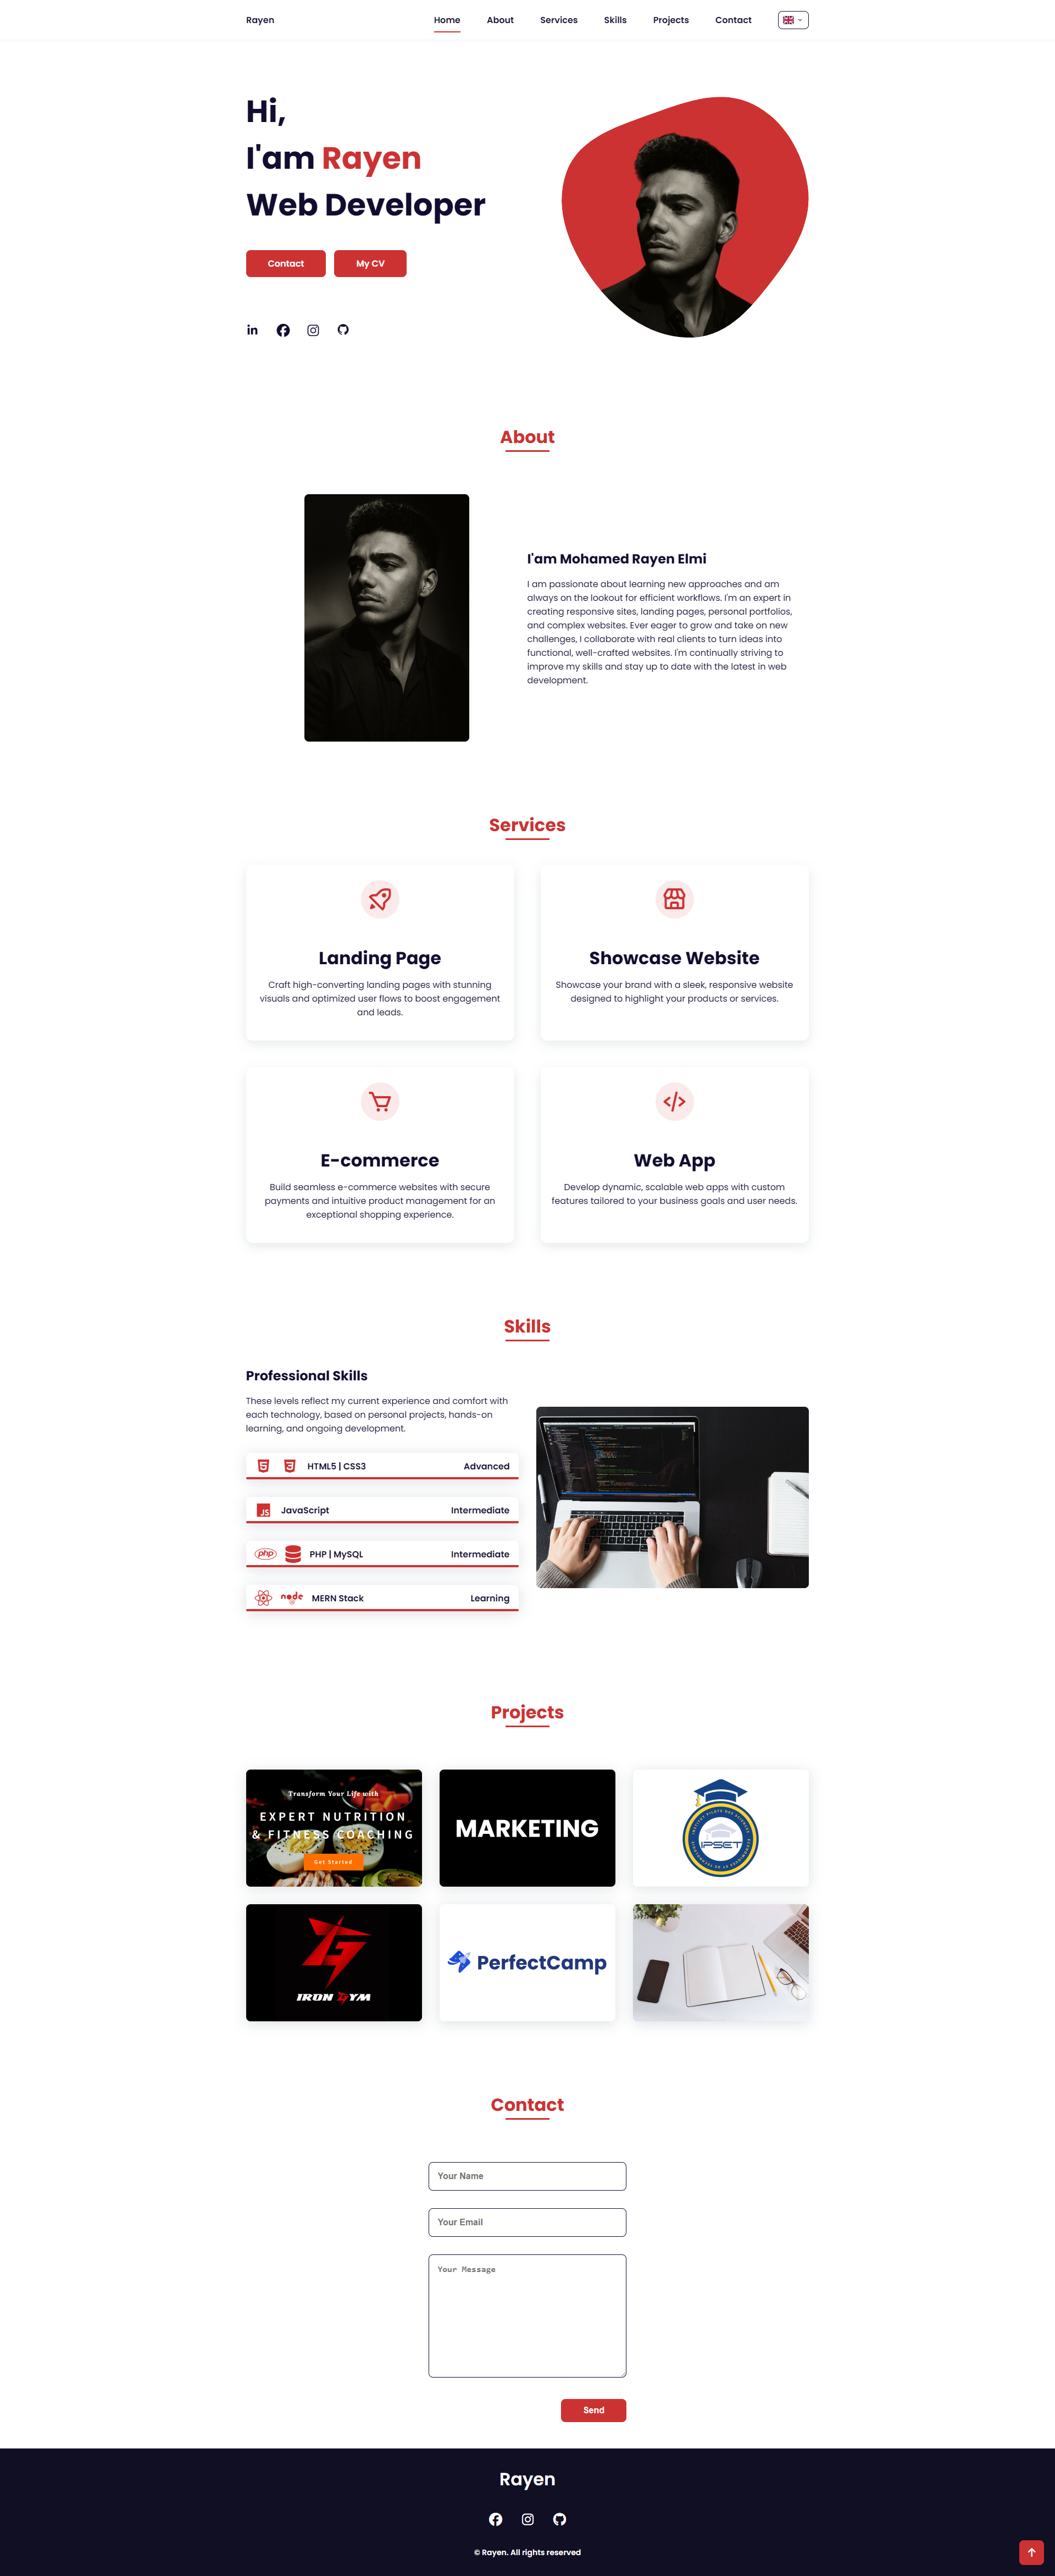 Rayen
Home
About
Services
Skills
Projects
Contact
Hi,
I'am Rayen
Web Developer
Contact
My CV
in
About
I'am Mohamed Rayen Elmi
I am passionate about learning new approaches and am
always on the lookout for efficient workflows. I'm an expert in
creating responsive sites, landing pages, personal portfolios,
and complex websites. Ever eager to grow and take on new
challenges, I collaborate with real clients to turn ideas into
functional, well-crafted websites. I'm continually striving to
improve my skills and stay up to date with the latest in web
development.
Services
Landing Page
Craft high-converting landing pages with stunning
visuals and optimized user flows to boost engagement
and leads.
Showcase Website
Showcase your brand with a sleek, responsive website
designed to highlight your products or services.
E-commerce
Build seamless e-commerce websites with secure
payments and intuitive product management for an
exceptional shopping experience.
Web App
Develop dynamic, scalable web apps with custom
features tailored to your business goals and user needs.
Skills
Professional Skills
These levels reflect my current experience and comfort with
each technology, based on personal projects, hands-on
learning, and ongoing development.
5 3 HTML5 | CSS3 Advanced
JS JavaScript Intermediate
php PHP | MySQL Intermediate
node MERN Stack Learning
Projects
Transform Your Life with
EXPERT NUTRITION
& FITNESS COACHING
Get Started
MARKETING
IPSET
IRON GYM
PerfectCamp
Contact
Your Name
Your Email
Your Message
Send
Rayen
© Rayen. All rights reserved